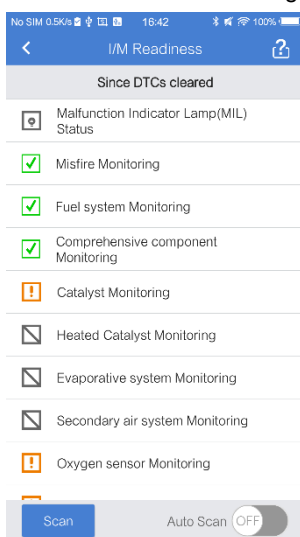 No SIM 0.5K/s 16:42 100%
I/M Readiness
Since DTCs cleared
Malfunction Indicator Lamp(MIL)
Status
Misfire Monitoring
Fuel system Monitoring
Comprehensive component
Monitoring
Catalyst Monitoring
Heated Catalyst Monitoring
Evaporative system Monitoring
Secondary air system Monitoring
Oxygen sensor Monitoring
Scan Auto Scan OFF